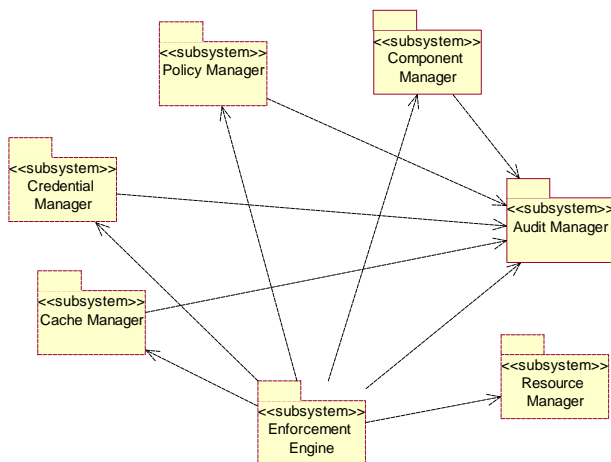 <<subsystem>>
Policy Manager
<<subsystem>>
Component
Manager
<<subsystem>>
Credential
Manager
<<subsystem>>
Audit Manager
<<subsystem>>
Cache Manager
<<subsystem>>
Resource
Manager
<<subsystem>>
Enforcement
Engine